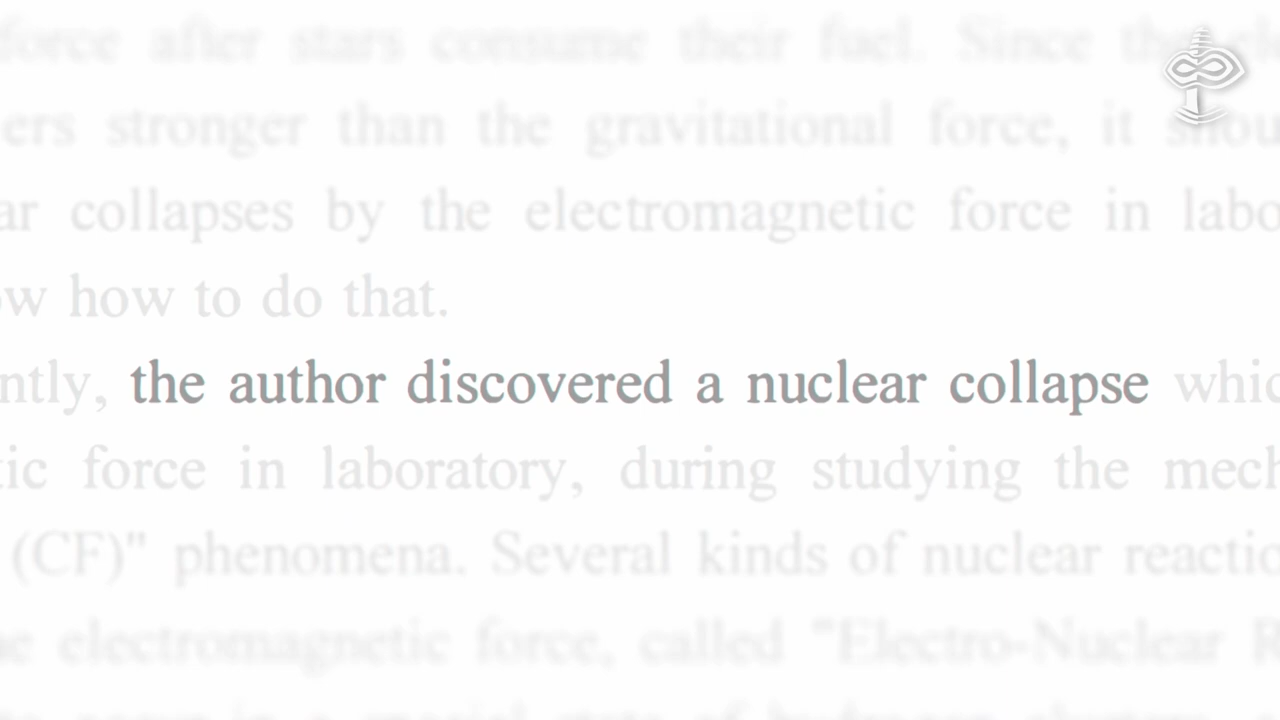 force after stars consume their fuel. Since the
ers stronger than the gravitational force, it
ar collapses by the electromagnetic force in labo
ow how to do that.
ntly, the author discovered a nuclear collapse whic
tic force in laboratory, during studying the mech
(CF)" phenomena. Several kinds of nuclear reactio
he electromagnetic force, called "Electro-Nuclear R